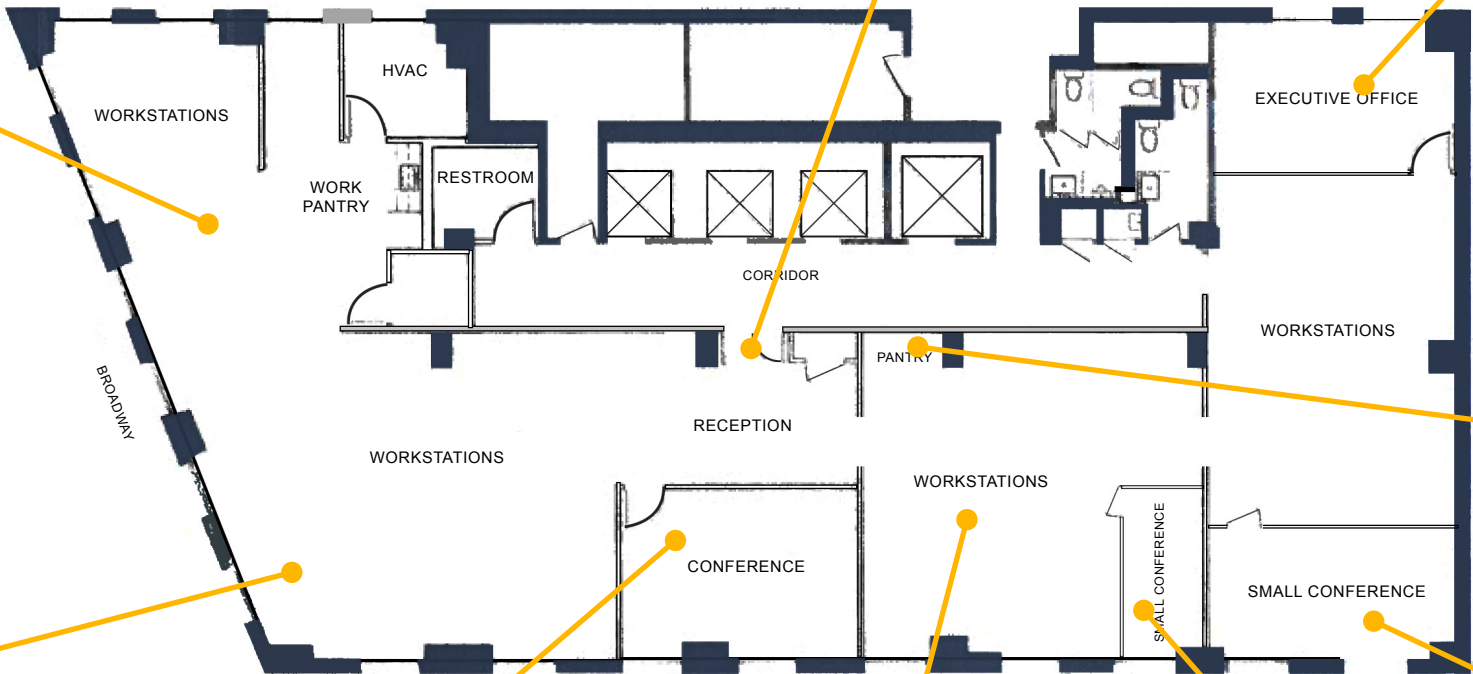 HVAC
EXECUTIVE OFFICE
WORKSTATIONS
RESTROOM
WORK
PANTRY
CORRIDOR
WORKSTATIONS
PANTRY
BROADWAY
RECEPTION
WORKSTATIONS
WORKSTATIONS
CONFERENCE
SMALL CONFERENCE
SMALL CONFERENCE